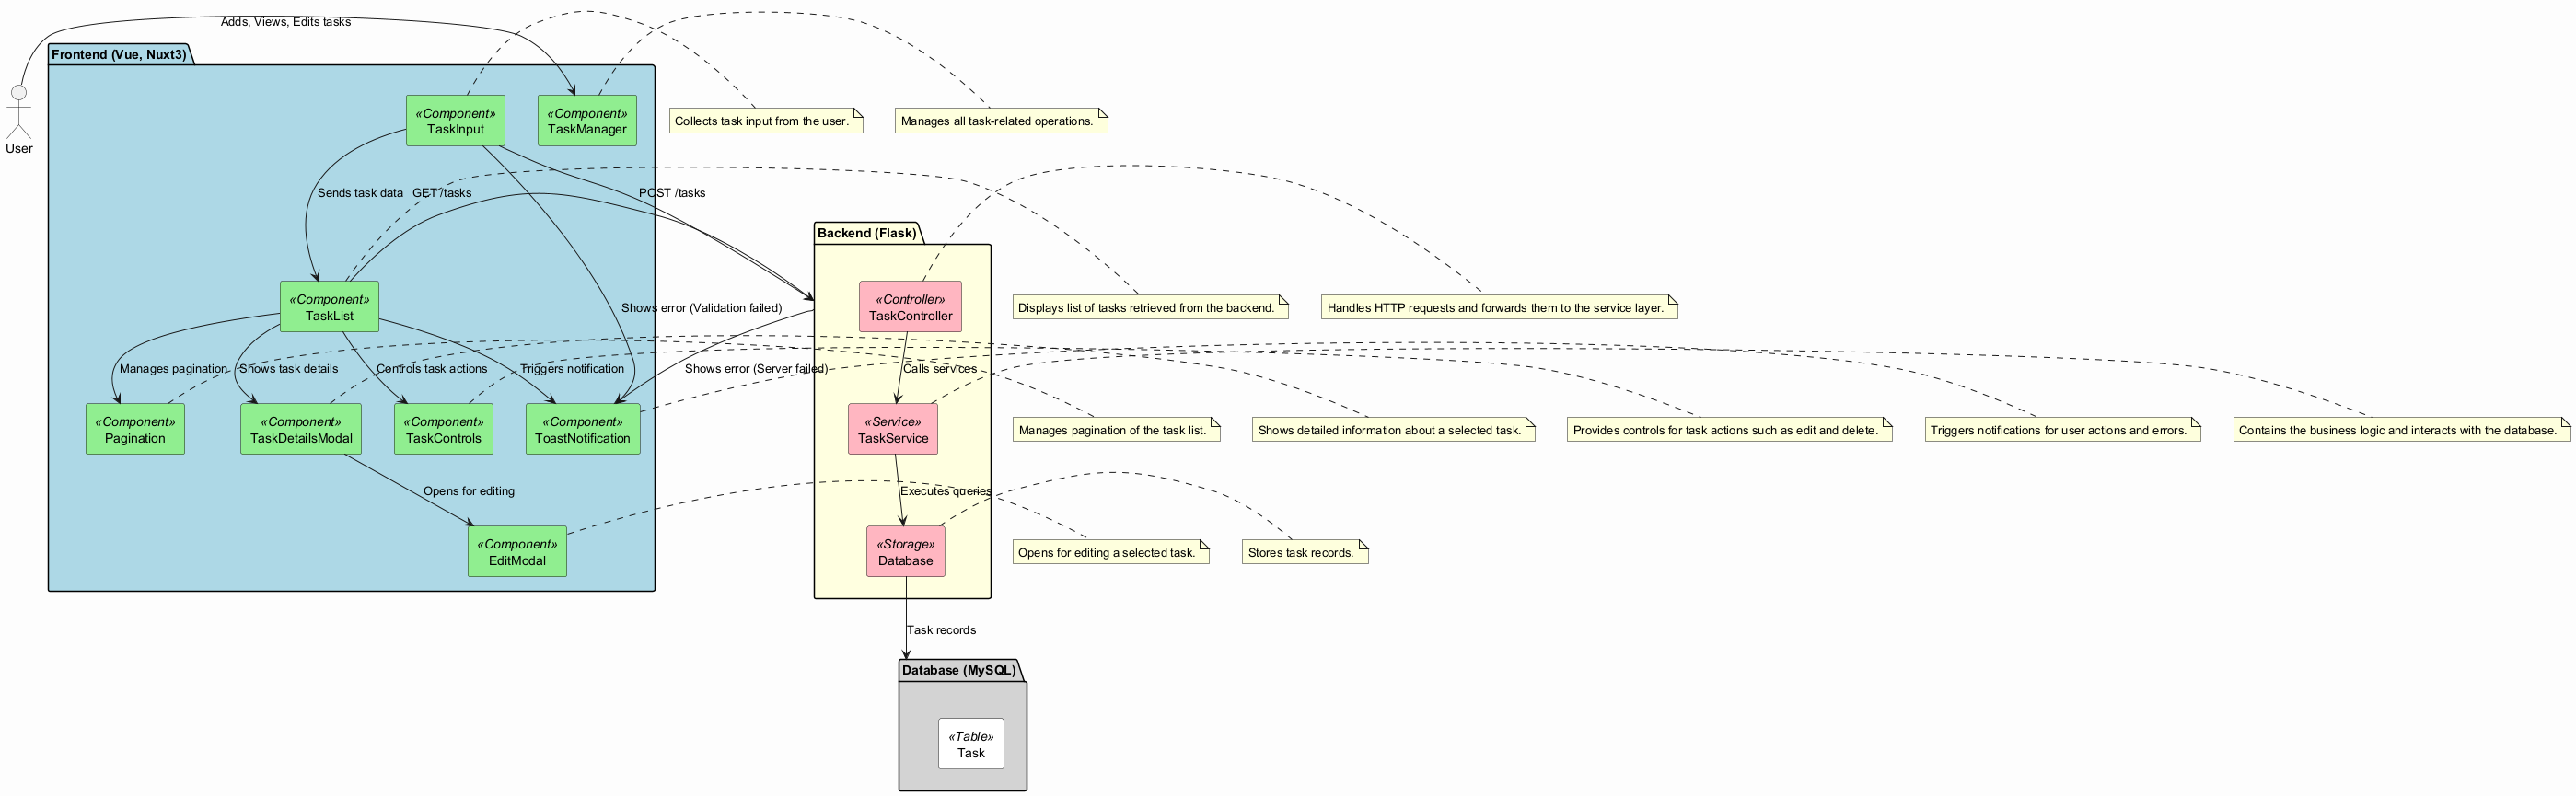 Adds, Views, Edits tasks
Frontend (Vue, Nuxt3)
User
«Component»
TaskInput
«Component»
TaskManager
Collects task input from the user.
Manages all task-related operations.
Sends task data
GET /tasks
POST /tasks
Backend (Flask)
«Component»
TaskList
Shows error (Validation failed)
«Controller»
TaskController
Displays list of tasks retrieved from the backend.
Handles HTTP requests and forwards them to the service layer.
Manages pagination
Shows task details
Controls task actions
Triggers notification
Shows error (Server failed)
Calls services
«Component»
Pagination
«Component»
TaskDetailsModal
«Component»
TaskControls
«Component»
ToastNotification
«Service»
TaskService
Manages pagination of the task list.
Shows detailed information about a selected task.
Provides controls for task actions such as edit and delete.
Triggers notifications for user actions and errors.
Contains the business logic and interacts with the database.
Opens for editing
Executes queries
«Component»
EditModal
«Storage»
Database
Opens for editing a selected task.
Stores task records.
Task records
Database (MySQL)
«Table»
Task